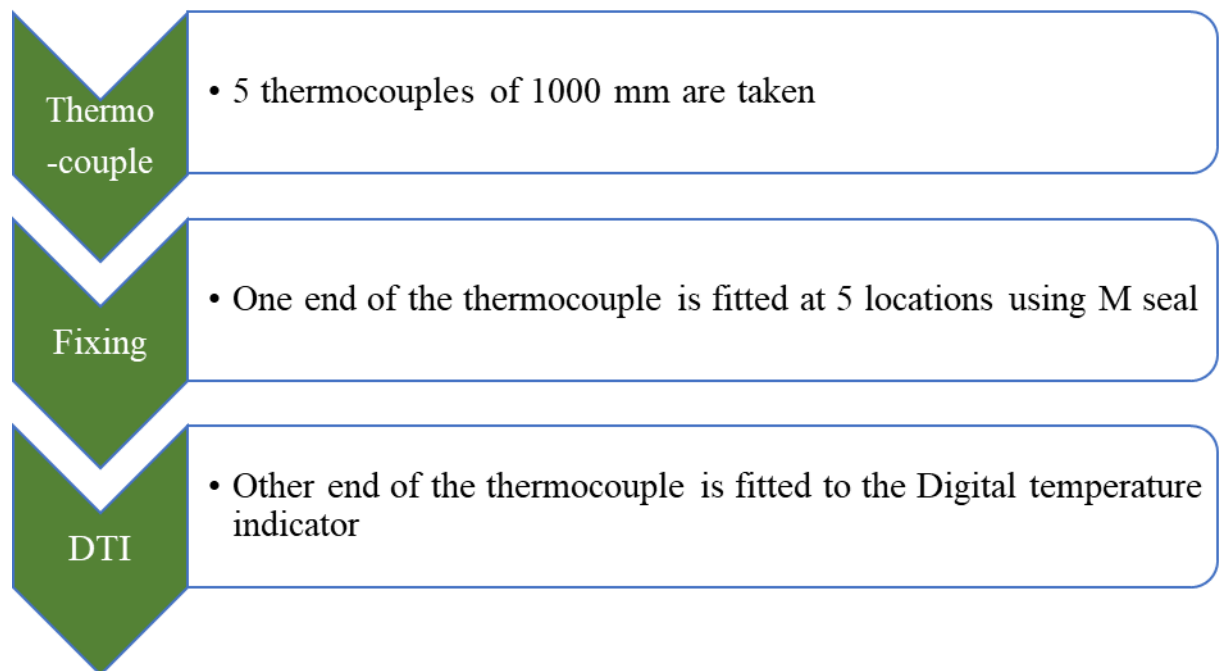 Thermo
-couple
• 5 thermocouples of 1000 mm are taken
Fixing
• One end of the thermocouple is fitted at 5 locations using M seal
DTI
• Other end of the thermocouple is fitted to the Digital temperature
indicator